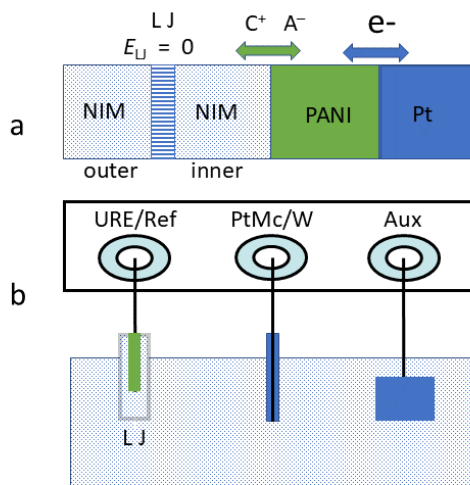 L J
E_LJ = 0
C⁺ A⁻
e-
a
NIM
NIM
PANI
Pt
outer
inner
URE/Ref
PtMc/W
Aux
b
L J